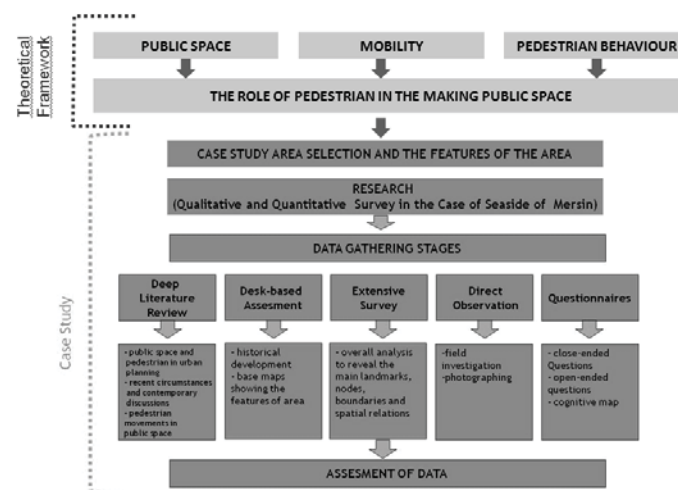 Theoretical
Framework
PUBLIC SPACE
MOBILITY
PEDESTRIAN BEHAVIOUR
THE ROLE OF PEDESTRIAN IN THE MAKING PUBLIC SPACE
Case Study
CASE STUDY AREA SELECTION AND THE FEATURES OF THE AREA
RESEARCH
(Qualitative and Quantitative Survey in the Case of Seaside of Mersin)
DATA GATHERING STAGES
Deep
Literature
Review
- public space and
pedestrian in urban
planning
- recent circumstances
and contemporary
discussions
- pedestrian
movements in
public space
Desk-based
Assesment
- historical
development
- base maps
showing the
features of area
Extensive
Survey
- overall analysis
to reveal the
main landmarks,
nodes,
boundaries and
spatial relations
Direct
Observation
-field
investigation
-photographing
Questionnaires
- close-ended
Questions
- open-ended
questions
- cognitive map
ASSESMENT OF DATA